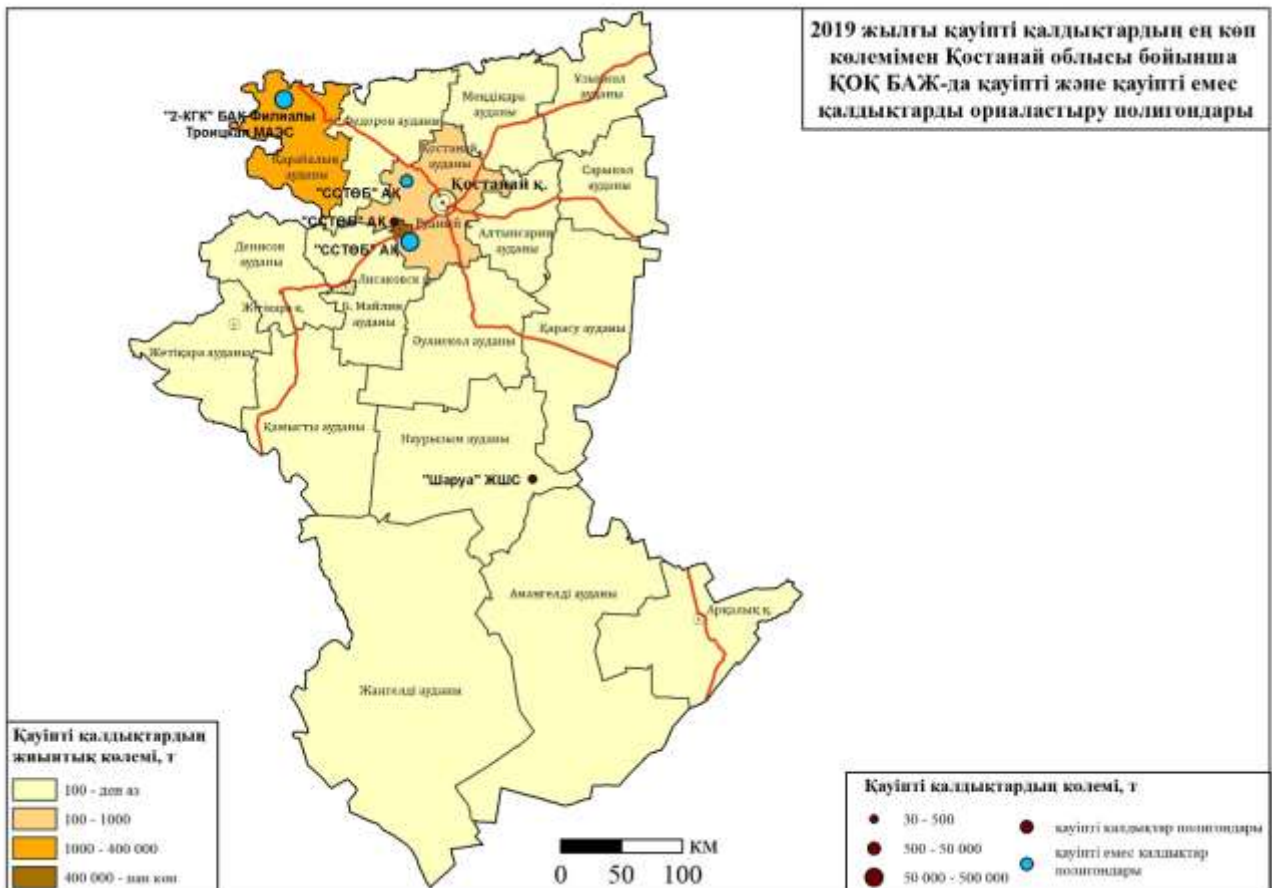 2019 жылғы қауіпті қалдықтардың ең көп
көлемімен Қостанай облысы бойынша
ҚОҚ БАЖ-да қауіпті және қауіпті емес
қалдықтарды орналастыру полигондары
Ұзынкөл
ауданы
Меңдіқара
ауданы
"2-КГК" БАҚ Филиалы
Троицкая МАЭС
Федоров ауданы
Қостанай
ауданы
Қарабалық
ауданы
Сарыкөл
ауданы
"ССТӨБ" АҚ
Қостанай қ.
"ССТӨБ" АҚ
Рудный қ.
"ССТӨБ" АҚ
Алтынсарин
ауданы
Денисов
ауданы
Лисаковск
Жітіқара қ.
Б. Майлин
ауданы
Әулиекөл ауданы
Қарасу ауданы
Жетіқара ауданы
Қамысты ауданы
Наурызым ауданы
"Шаруа" ЖШС
Амангелді ауданы
Арқалық қ.
Жангелді ауданы
Қауіпті қалдықтардың
жиынтық көлемі, т
100 - ден аз
100 - 1000
1000 - 400 000
400 000 - нан көп
КМ
0 50 100
Қауіпті қалдықтардың көлемі, т
30 - 500
500 - 50 000
50 000 - 500 000
қауіпті қалдықтар полигондары
қауіпті емес қалдықтар
полигондары